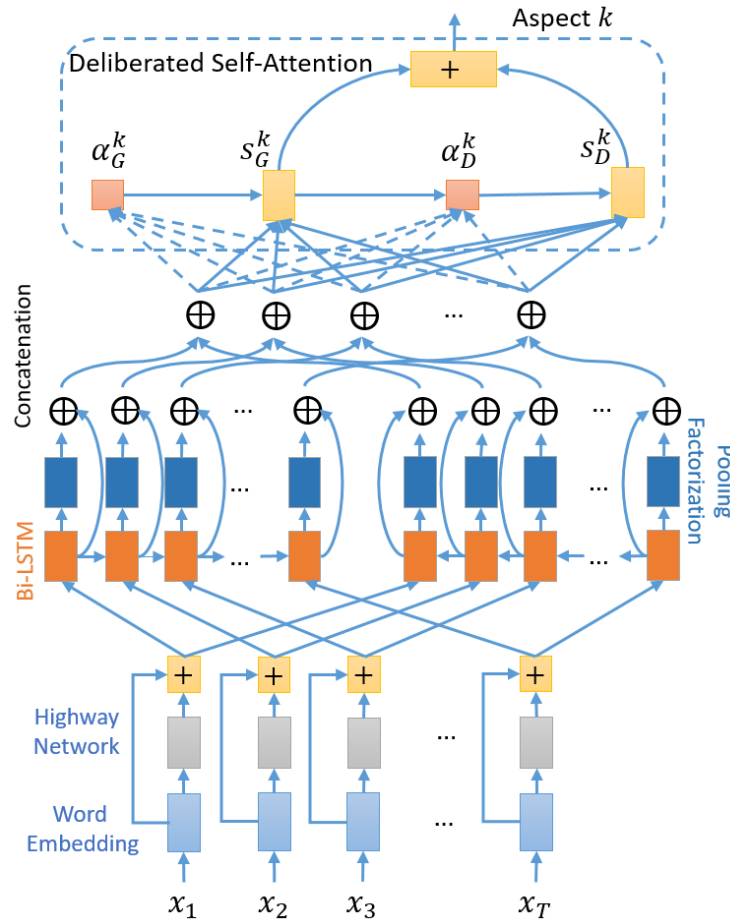 Aspect k
Deliberated Self-Attention
+
α_G^k
s_G^k
α_D^k
s_D^k
...
Concatenation
...
...
Pooling
Factorization
...
...
Bi-LSTM
...
...
+
+
+
+
Highway
Network
...
Word
Embedding
...
x_1
x_2
x_3
x_T